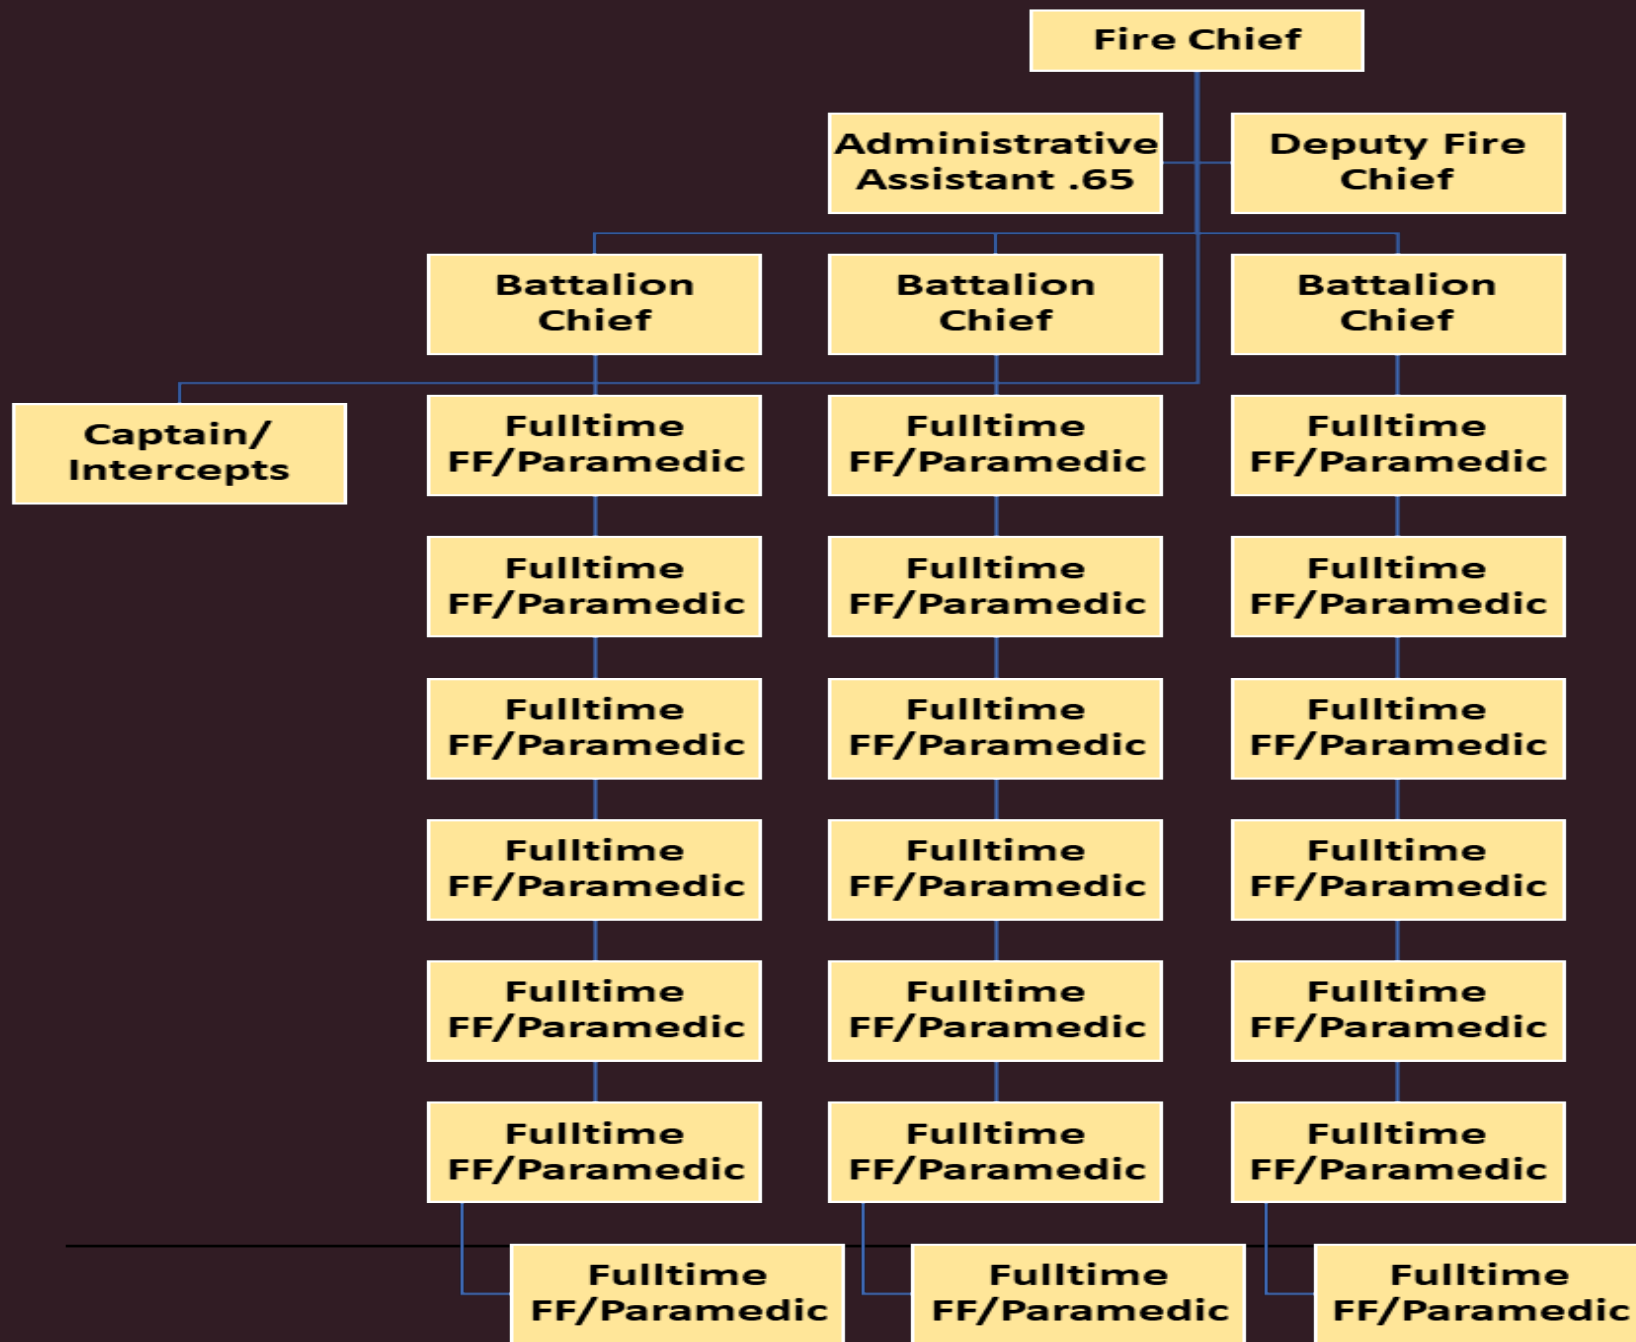 Fire Chief
Administrative
Assistant .65
Deputy Fire
Chief
Battalion
Chief
Battalion
Chief
Battalion
Chief
Captain/
Intercepts
Fulltime
FF/Paramedic
Fulltime
FF/Paramedic
Fulltime
FF/Paramedic
Fulltime
FF/Paramedic
Fulltime
FF/Paramedic
Fulltime
FF/Paramedic
Fulltime
FF/Paramedic
Fulltime
FF/Paramedic
Fulltime
FF/Paramedic
Fulltime
FF/Paramedic
Fulltime
FF/Paramedic
Fulltime
FF/Paramedic
Fulltime
FF/Paramedic
Fulltime
FF/Paramedic
Fulltime
FF/Paramedic
Fulltime
FF/Paramedic
Fulltime
FF/Paramedic
Fulltime
FF/Paramedic
Fulltime
FF/Paramedic
Fulltime
FF/Paramedic
Fulltime
FF/Paramedic